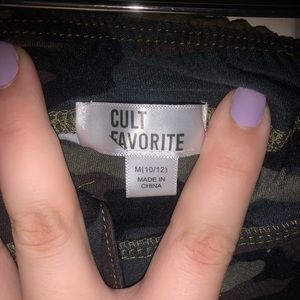 CULT
FAVORITE
M(10/12)
MADE IN
CHINA